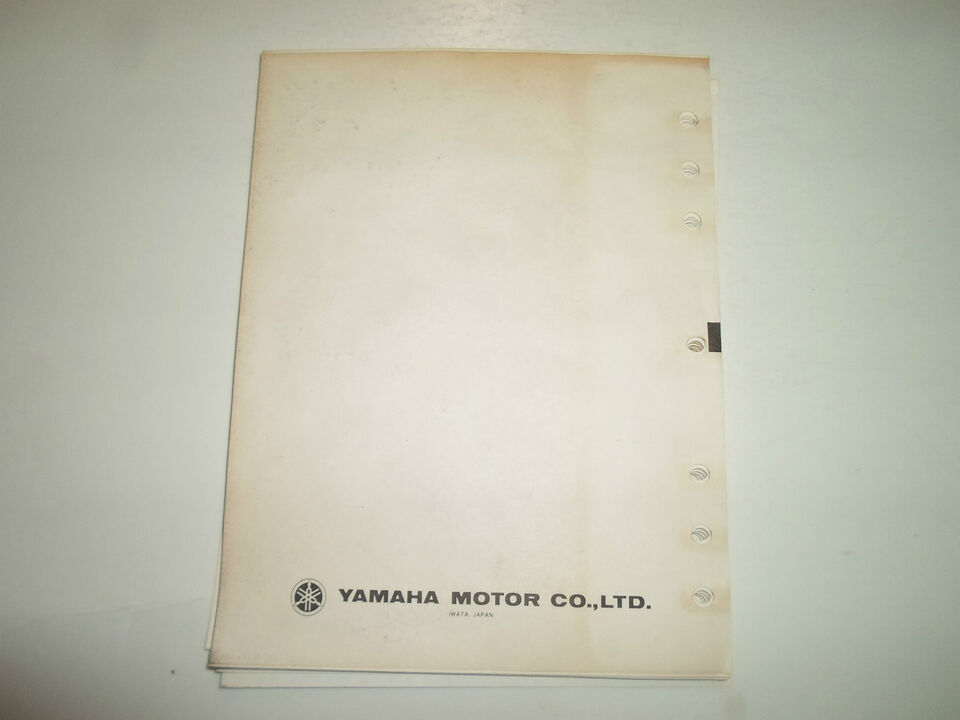 YAMAHA MOTOR CO.,LTD.
IWATA, JAPAN